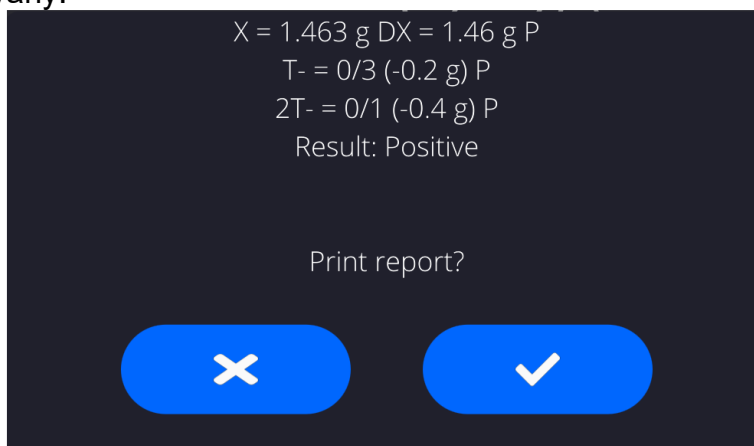 X = 1.463 g DX = 1.46 g P
T- = 0/3 (-0.2 g) P
2T- = 0/1 (-0.4 g) P
Result: Positive
Print report?